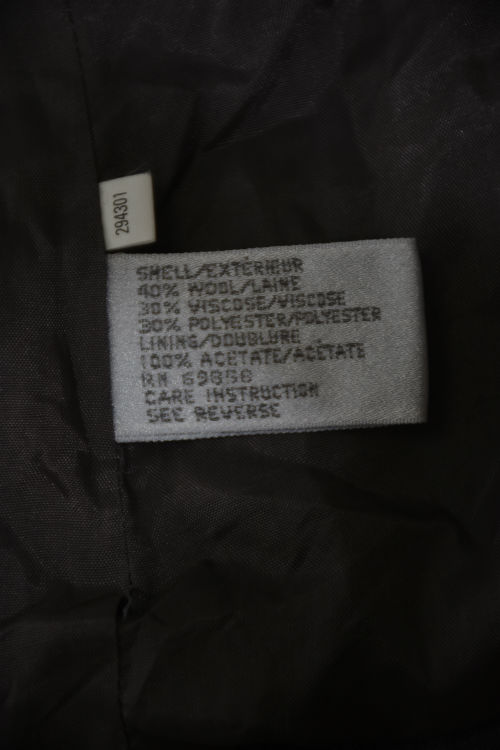 294301
SHELL/EXTÉRIEUR
40% WOOL/LAINE
30% VISCOSE/VISCOSE
30% POLYESTER/POLYESTER
LINING/DOUBLURE
100% ACETATE/ACÉTATE
RN 69858
CARE INSTRUCTION
SEE REVERSE